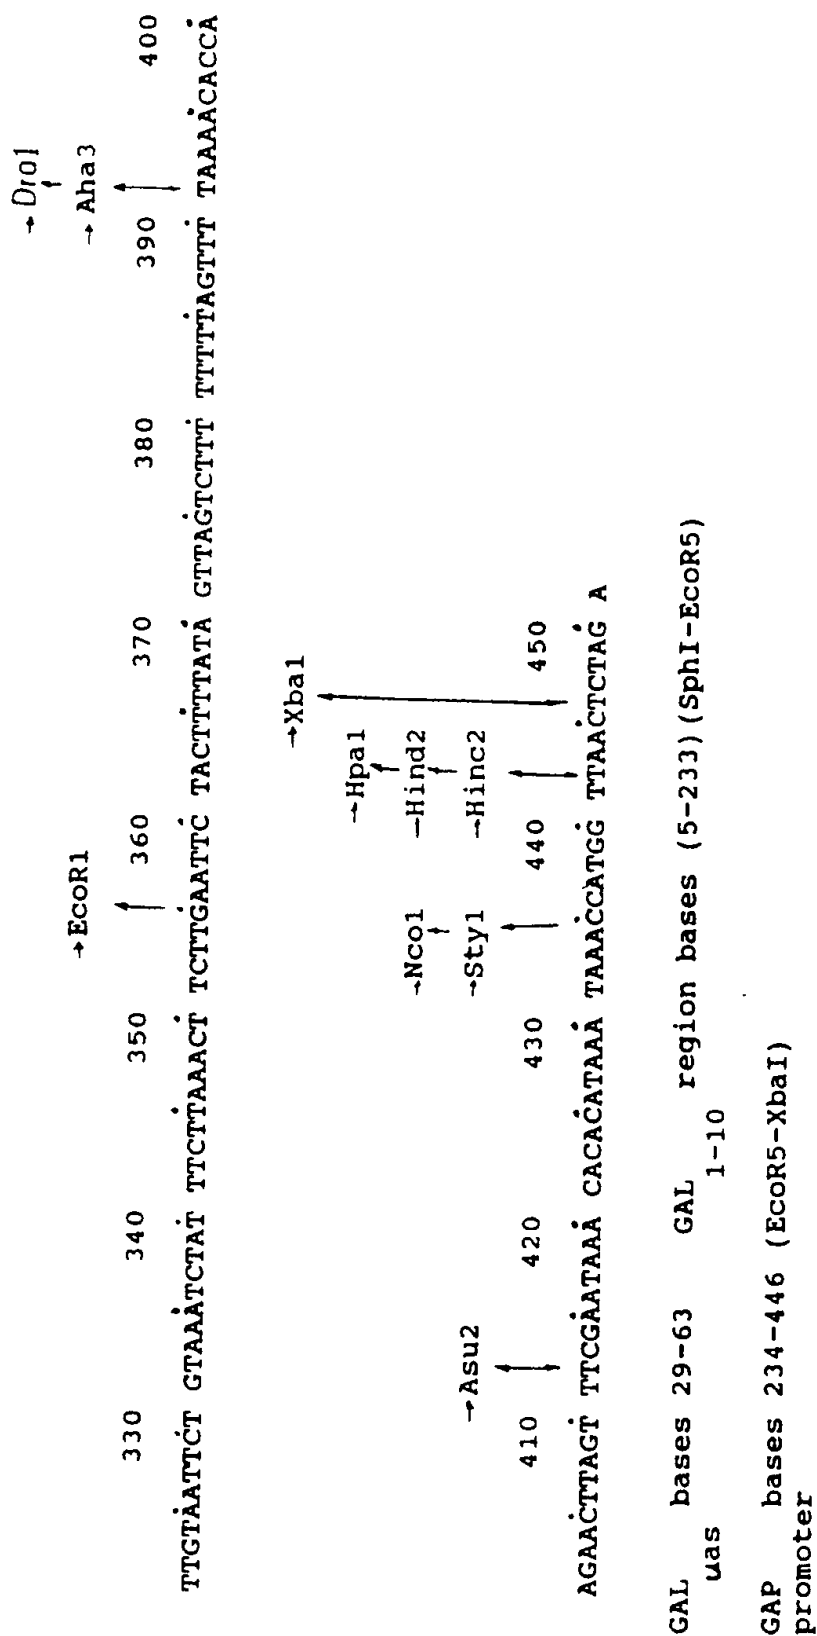 →Dra1
→Aha3
→EcoR1
330 340 350 360 370 380 390 400
TTGTAATTCT GTAAATCTAT TTCTTAAACT TCTTGAATTC TACTTTTATA GTTAGTCTTT TTTTTAGTTT TAAAACACCA
→Xba1
→Hpa1
→Nco1 →Hind2
→Asu2 →Sty1 →Hinc2
410 420 430 440 450
AGAACTTAGT TTCGAATAAA CACACATAAA TAAACCATGG TTAACTCTAG A
GAL bases 29-63 GAL region bases (5-233)(SphI-EcoR5)
uas 1-10
GAP bases 234-446 (EcoR5-XbaI)
promoter